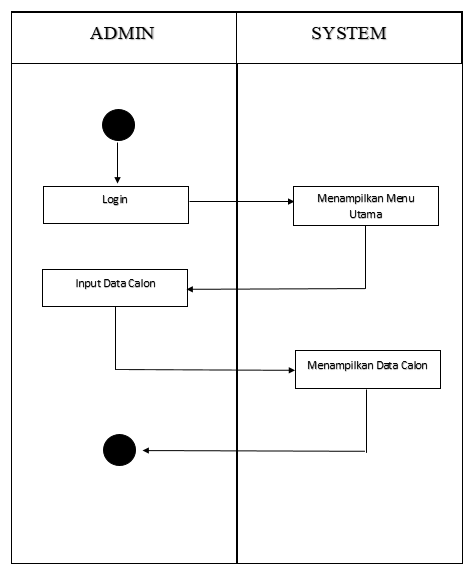 ADMIN
SYSTEM
Login
Menampilkan Menu
Utama
Input Data Calon
Menampilkan Data Calon